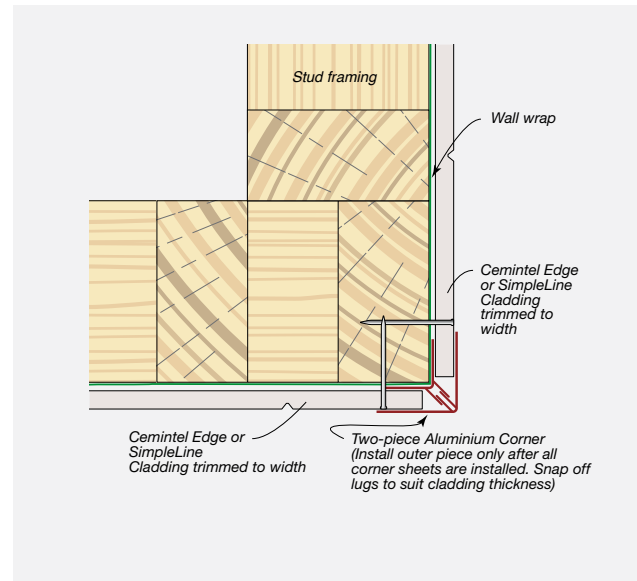 Stud framing
Wall wrap
Cemintel Edge
or SimpleLine
Cladding
trimmed to
width
Cemintel Edge or
SimpleLine
Cladding trimmed to width
Two-piece Aluminium Corner
(Install outer piece only after all
corner sheets are installed. Snap off
lugs to suit cladding thickness)